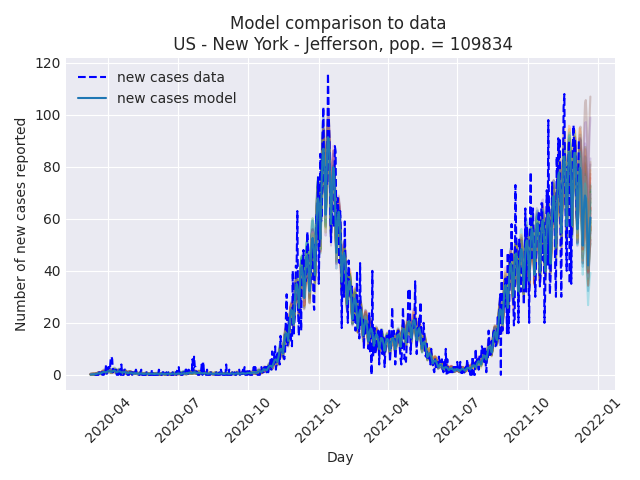 Model comparison to data
US - New York - Jefferson, pop. = 109834
120
100
80
60
40
20
0
Number of new cases reported
new cases data
new cases model
2020-04
2020-07
2020-10
2021-01
2021-04
2021-07
2021-10
2022-01
Day